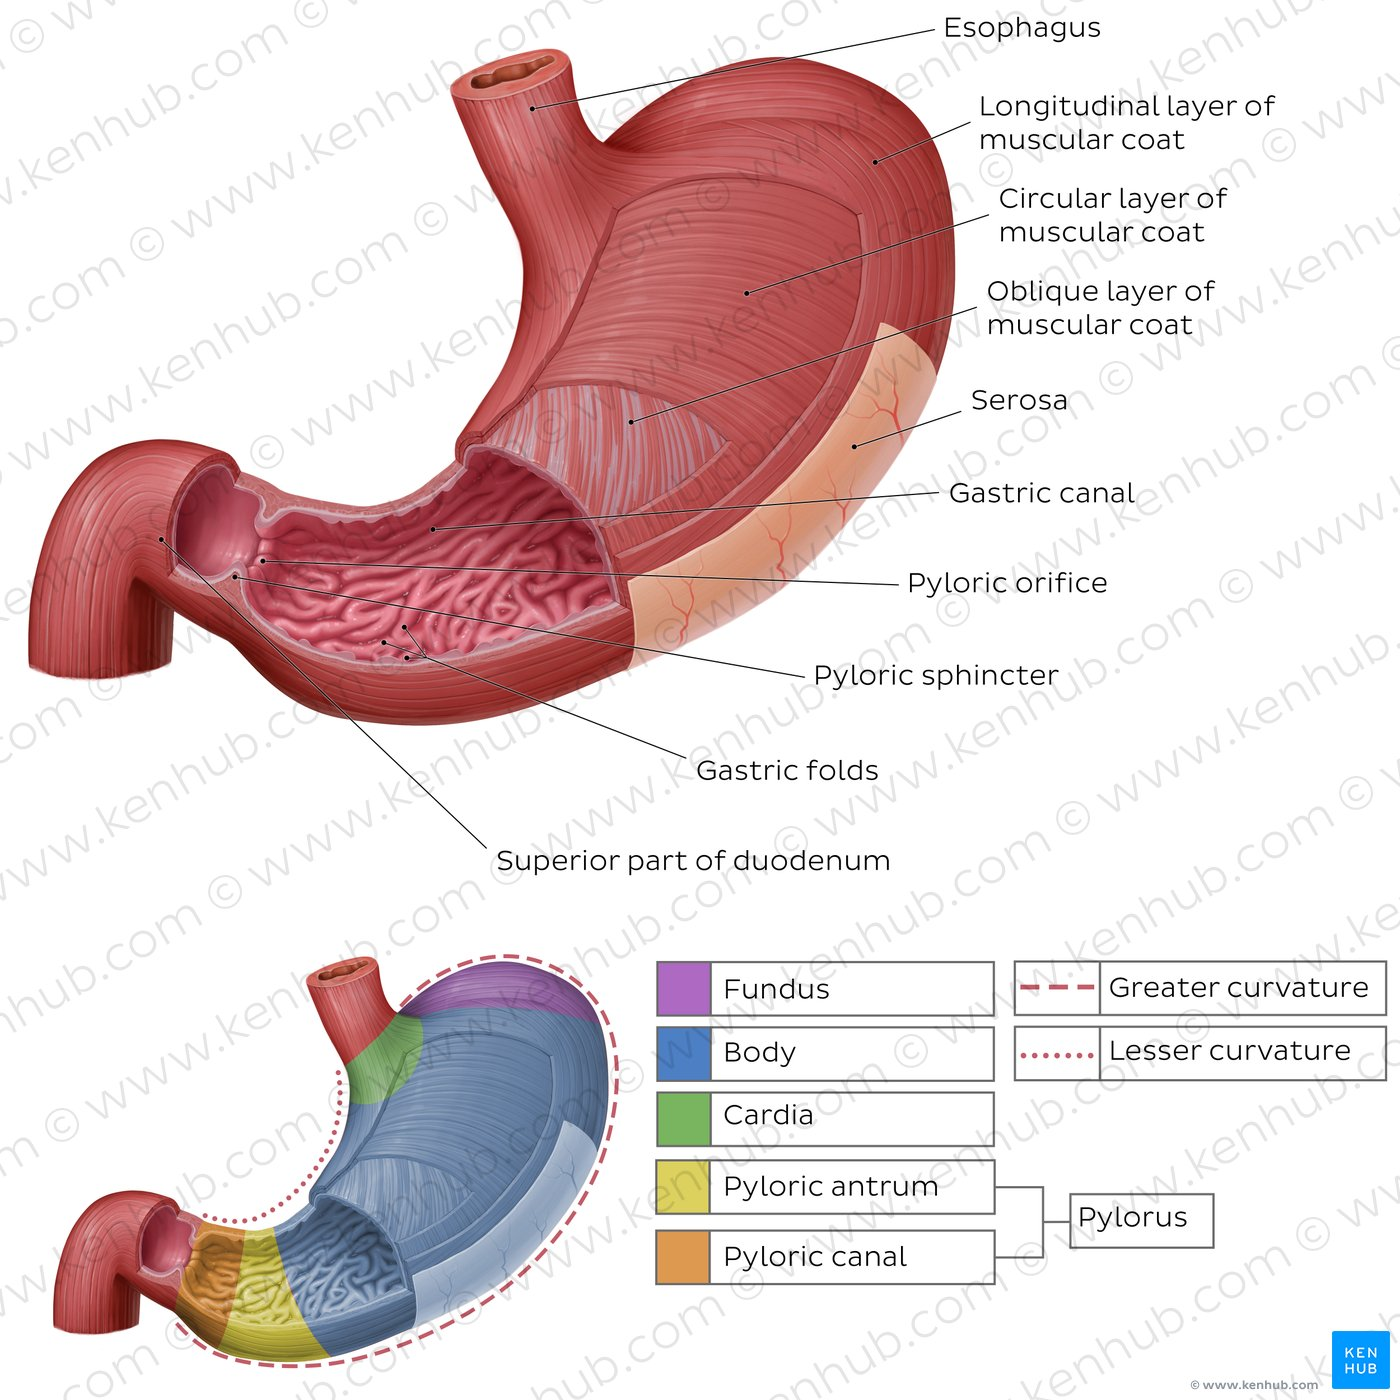 Esophagus
Longitudinal layer of
muscular coat
Circular layer of
muscular coat
Oblique layer of
muscular coat
Serosa
Gastric canal
Pyloric orifice
Pyloric sphincter
Gastric folds
Superior part of duodenum
Fundus
Greater curvature
Body
Lesser curvature
Cardia
Pyloric antrum
Pylorus
Pyloric canal
KEN
HUB
© www.kenhub.com